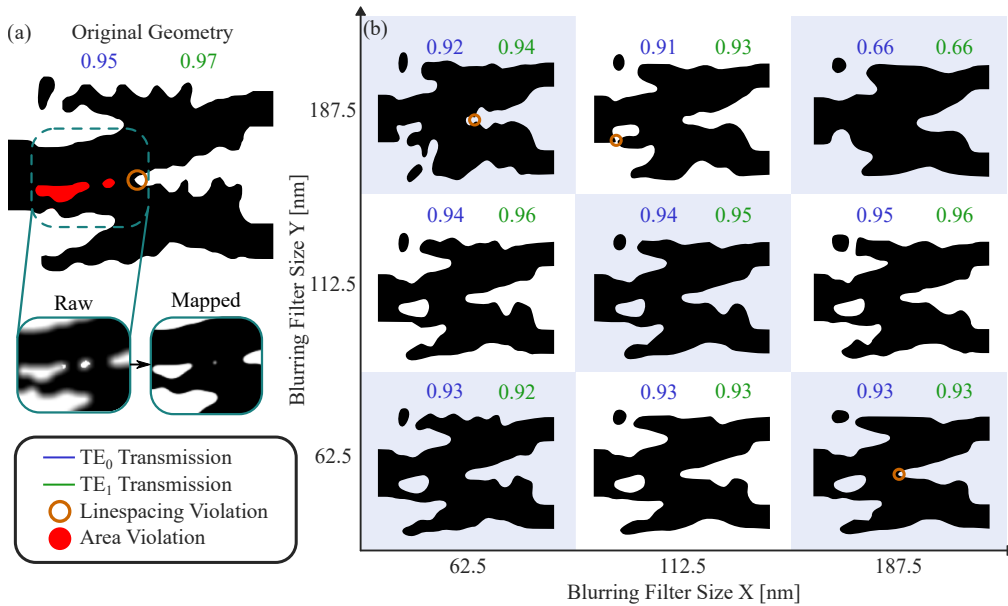 (a)
Original Geometry
0.95 0.97
Raw
Mapped
TE₀ Transmission
TE₁ Transmission
Linespacing Violation
Area Violation
(b)
Blurring Filter Size Y [nm]
187.5
0.92 0.94
0.91 0.93
0.66 0.66
112.5
0.94 0.96
0.94 0.95
0.95 0.96
62.5
0.93 0.92
0.93 0.93
0.93 0.93
62.5
112.5
187.5
Blurring Filter Size X [nm]